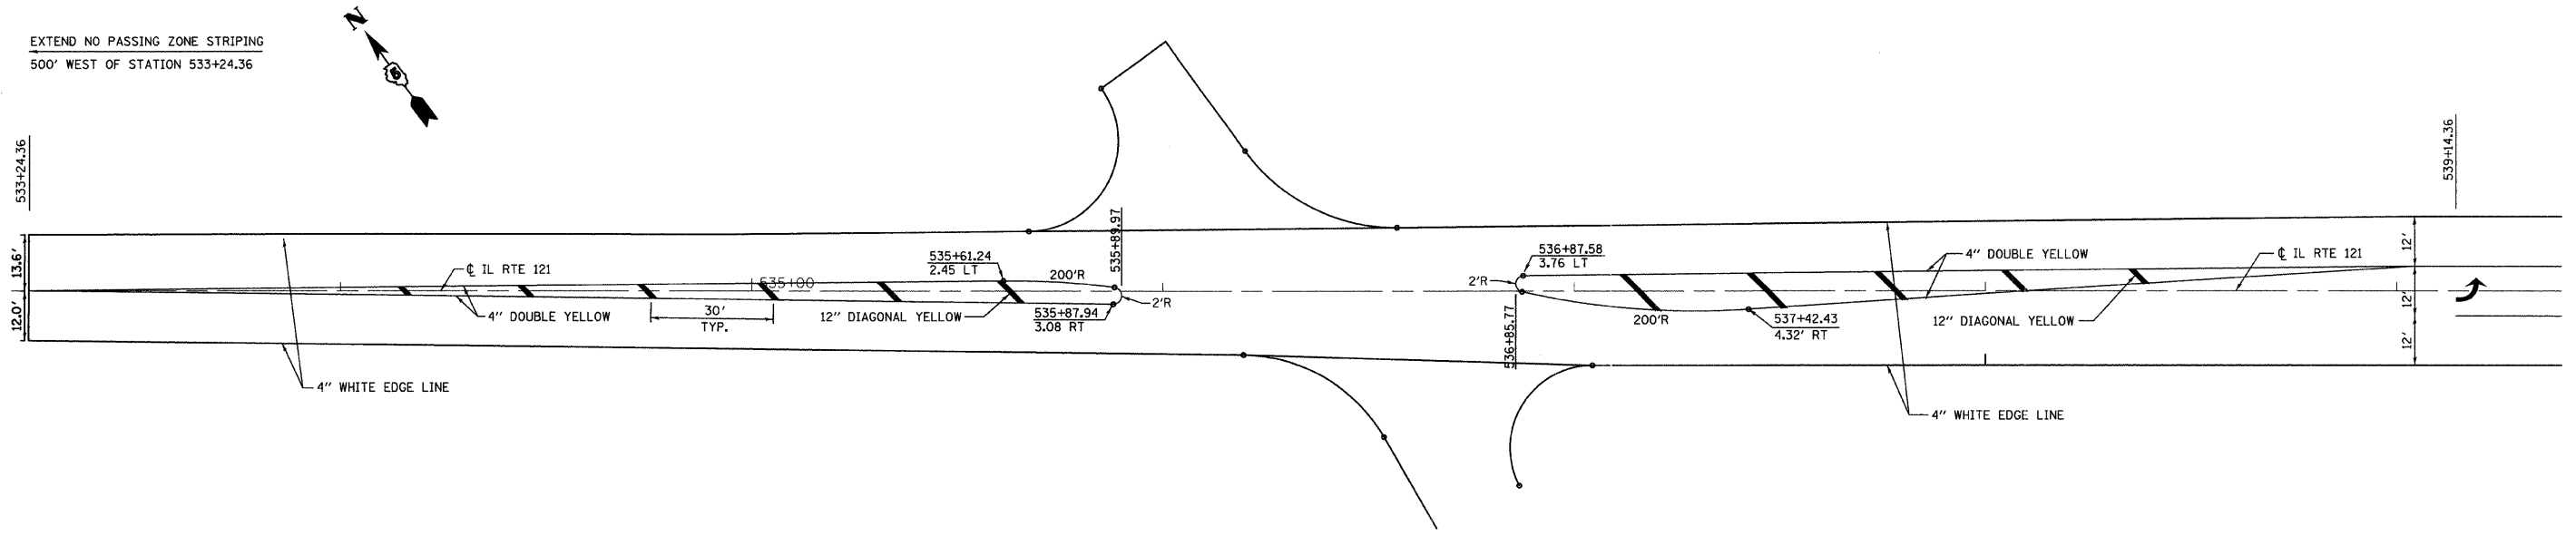 N
EXTEND NO PASSING ZONE STRIPING
500' WEST OF STATION 533+24.36
533+24.36
539+14.36
535+89.97
13.6'
12.0'
℄ IL RTE 121
535+00
535+61.24
2.45 LT
200'R
2'R
4" DOUBLE YELLOW
30'
TYP.
12" DIAGONAL YELLOW
535+87.94
3.08 RT
4" WHITE EDGE LINE
536+87.58
3.76 LT
2'R
536+85.77
200'R
537+42.43
4.32' RT
4" DOUBLE YELLOW
℄ IL RTE 121
12" DIAGONAL YELLOW
12'
12'
12'
4" WHITE EDGE LINE